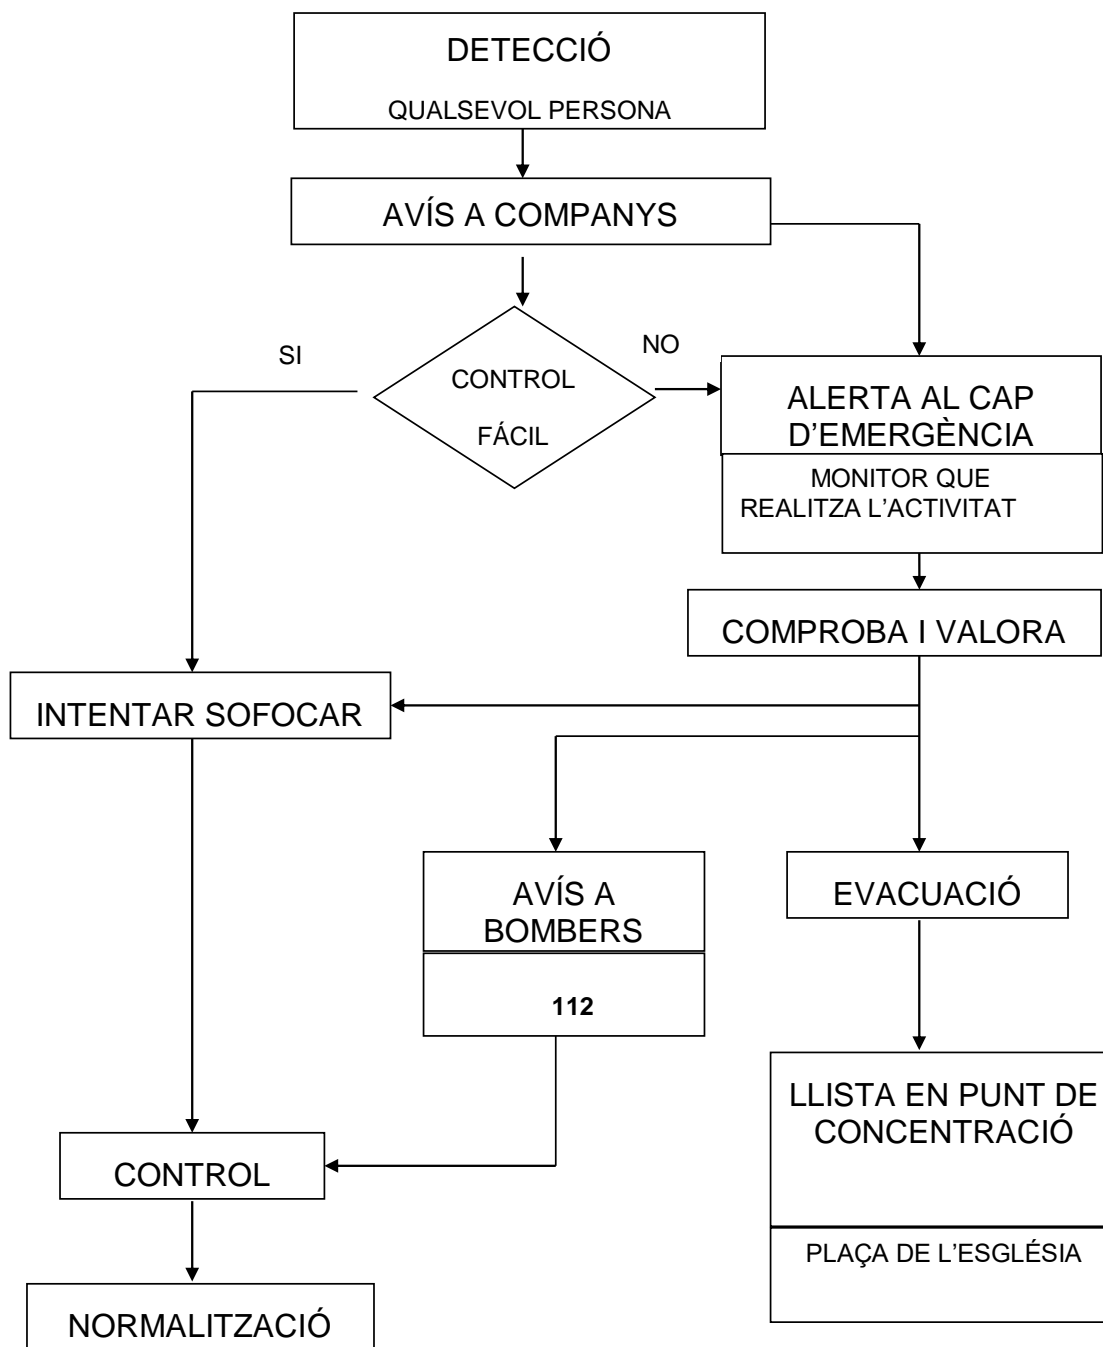 DETECCIÓ
QUALSEVOL PERSONA
AVÍS A COMPANYS
SI
NO
CONTROL
FÁCIL
ALERTA AL CAP
D'EMERGÈNCIA
MONITOR QUE
REALITZA L'ACTIVITAT
COMPROBA I VALORA
INTENTAR SOFOCAR
AVÍS A
BOMBERS
112
EVACUACIÓ
LLISTA EN PUNT DE
CONCENTRACIÓ
PLAÇA DE L'ESGLÉSIA
CONTROL
NORMALITZACIÓ